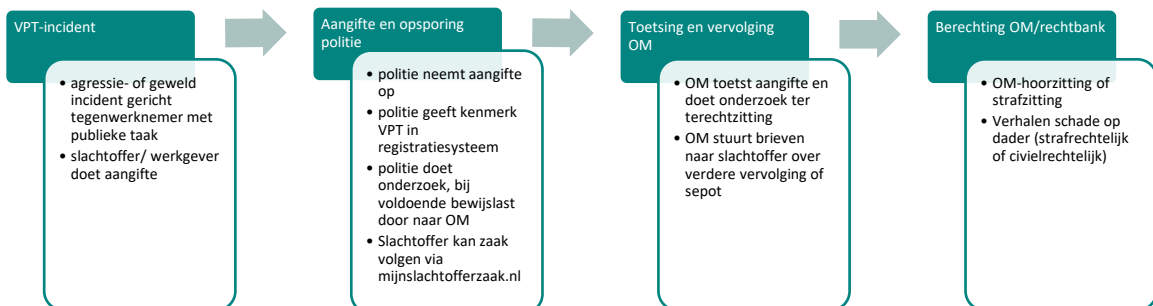 VPT-incident
• agressie- of geweld
incident gericht
tegenwerknemer met
publieke taak
• slachtoffer/ werkgever
doet aangifte
Aangifte en opsporing
politie
• politie neemt aangifte
op
• politie geeft kenmerk
VPT in
registratiesysteem
• politie doet
onderzoek, bij
voldoende bewijslast
door naar OM
• Slachtoffer kan zaak
volgen via
mijnslachtofferzaak.nl
Toetsing en vervolging
OM
• OM toetst aangifte en
doet onderzoek ter
terechtzitting
• OM stuurt brieven
naar slachtoffer over
verdere vervolging of
sepot
Berechting OM/rechtbank
• OM-hoorzitting of
strafzitting
• Verhalen schade op
dader (strafrechtelijk
of civielrechtelijk)